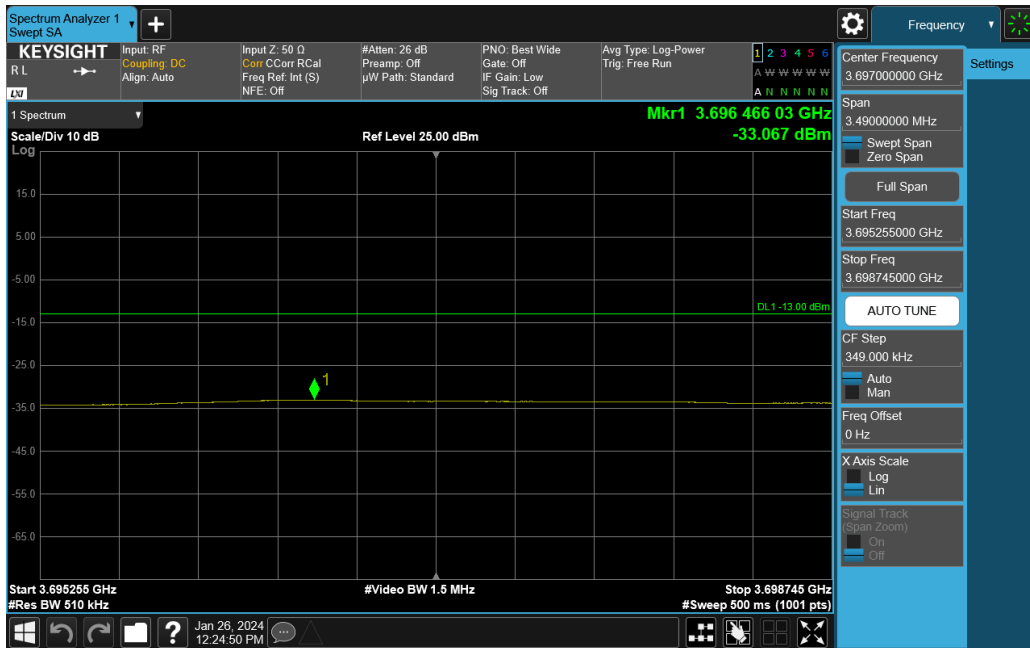 Spectrum Analyzer 1
Swept SA
Frequency
KEYSIGHT
R L
LXI
Input: RF
Coupling: DC
Align: Auto
Input Z: 50 Ω
Corr CCorr RCal
Freq Ref: Int (S)
NFE: Off
#Atten: 26 dB
Preamp: Off
µW Path: Standard
PNO: Best Wide
Gate: Off
IF Gain: Low
Sig Track: Off
Avg Type: Log-Power
Trig: Free Run
1 2 3 4 5 6
A W W W W W
A N N N N N
1 Spectrum
Mkr1 3.696 466 03 GHz
-33.067 dBm
Scale/Div 10 dB
Ref Level 25.00 dBm
Log
15.0
5.00
-5.00
DL1 -13.00 dBm
-15.0
-25.0
1
-35.0
-45.0
-55.0
-65.0
Start 3.695255 GHz
#Video BW 1.5 MHz
Stop 3.698745 GHz
#Res BW 510 kHz
#Sweep 500 ms (1001 pts)
Jan 26, 2024
12:24:50 PM
Center Frequency
3.697000000 GHz
Settings
Span
3.49000000 MHz
Swept Span
Zero Span
Full Span
Start Freq
3.695255000 GHz
Stop Freq
3.698745000 GHz
AUTO TUNE
CF Step
349.000 kHz
Auto
Man
Freq Offset
0 Hz
X Axis Scale
Log
Lin
Signal Track
(Span Zoom)
On
Off